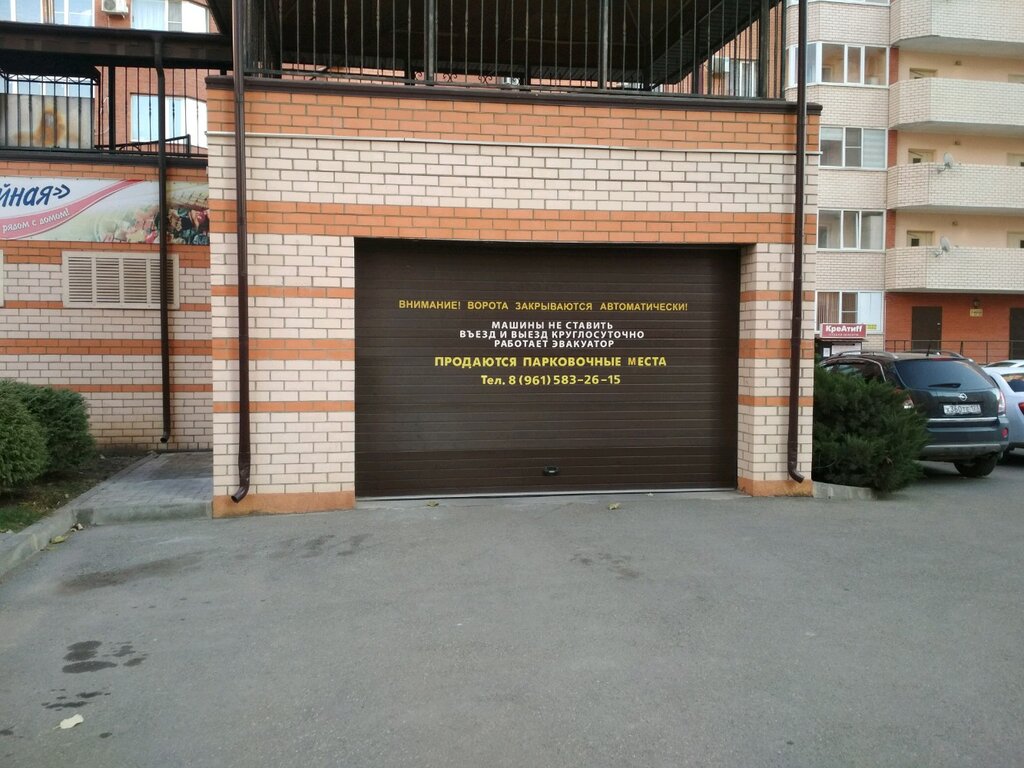 йная»
рядом с домом!
ВНИМАНИЕ! ВОРОТА ЗАКРЫВАЮТСЯ АВТОМАТИЧЕСКИ!
МАШИНЫ НЕ СТАВИТЬ
ВЪЕЗД И ВЫЕЗД КРУГЛОСУТОЧНО
РАБОТАЕТ ЭВАКУАТОР
ПРОДАЮТСЯ ПАРКОВОЧНЫЕ МЕСТА
Тел. 8 (961) 583-26-15
КреАтиff